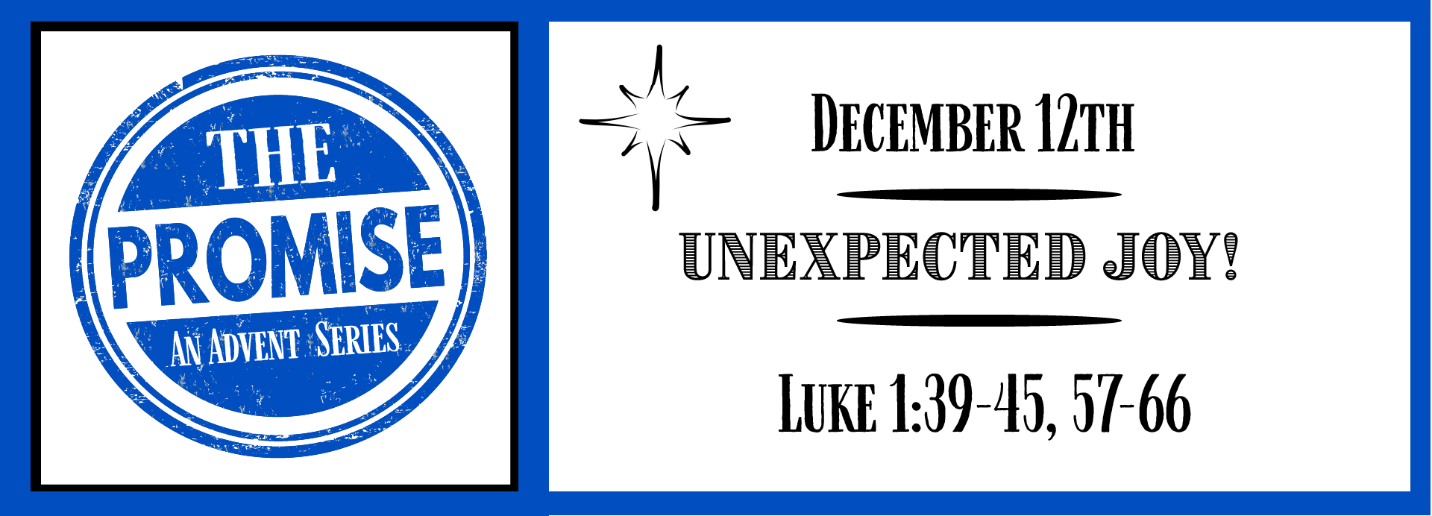 THE
PROMISE
AN ADVENT SERIES
DECEMBER 12TH
UNEXPECTED JOY!
LUKE 1:39-45, 57-66